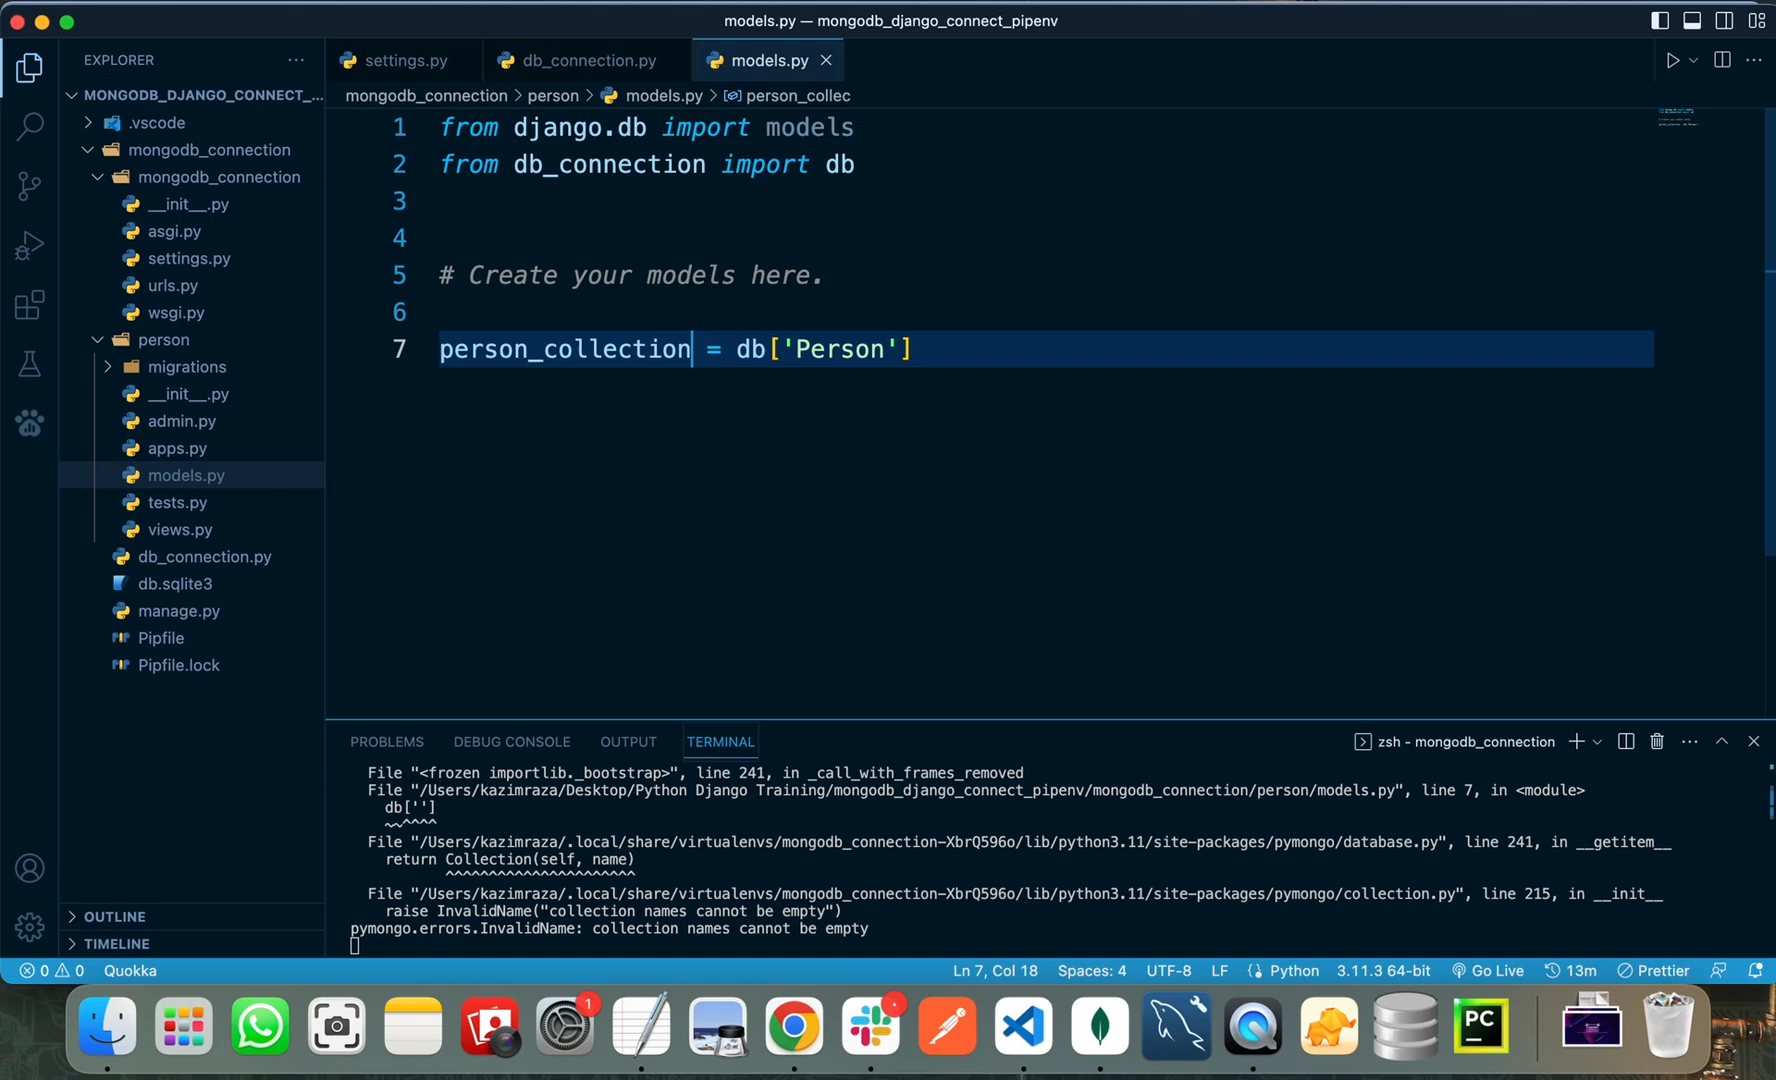 models.py — mongodb_django_connect_pipenv
EXPLORER
settings.py
db_connection.py
models.py
MONGODB_DJANGO_CONNECT_...
mongodb_connection > person > models.py > person_collec
.vscode
mongodb_connection
mongodb_connection
__init__.py
asgi.py
settings.py
urls.py
wsgi.py
person
migrations
__init__.py
admin.py
apps.py
models.py
tests.py
views.py
db_connection.py
db.sqlite3
manage.py
Pipfile
Pipfile.lock
OUTLINE
TIMELINE
1 from django.db import models
2 from db_connection import db
3
4
5 # Create your models here.
6
7 person_collection = db['Person']
PROBLEMS DEBUG CONSOLE OUTPUT TERMINAL zsh - mongodb_connection
File "<frozen importlib._bootstrap>", line 241, in _call_with_frames_removed
File "/Users/kazimraza/Desktop/Python Django Training/mongodb_django_connect_pipenv/mongodb_connection/person/models.py", line 7, in <module>
db['']
~~^^^^
File "/Users/kazimraza/.local/share/virtualenvs/mongodb_connection-XbrQ596o/lib/python3.11/site-packages/pymongo/database.py", line 241, in __getitem__
return Collection(self, name)
^^^^^^^^^^^^^^^^^^^^^^
File "/Users/kazimraza/.local/share/virtualenvs/mongodb_connection-XbrQ596o/lib/python3.11/site-packages/pymongo/collection.py", line 215, in __init__
raise InvalidName("collection names cannot be empty")
pymongo.errors.InvalidName: collection names cannot be empty
0 0 Quokka Ln 7, Col 18 Spaces: 4 UTF-8 LF Python 3.11.3 64-bit Go Live 13m Prettier
1
PC